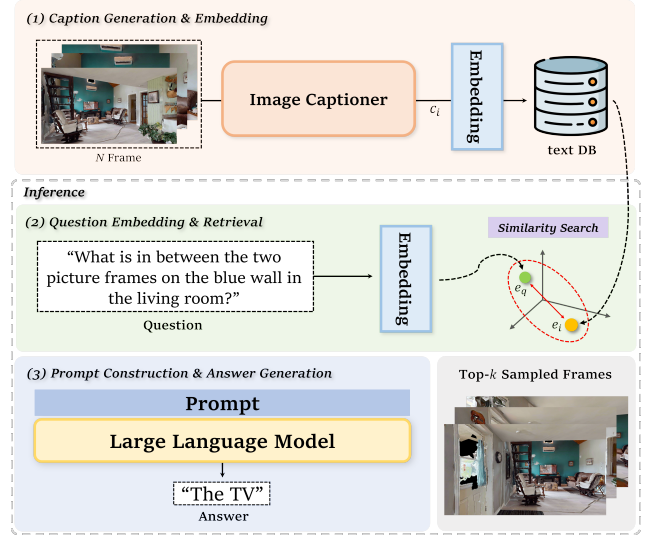 (1) Caption Generation & Embedding
Image Captioner
c_i
Embedding
N Frame
text DB
Inference
(2) Question Embedding & Retrieval
“What is in between the two
picture frames on the blue wall in
the living room?”
Question
Embedding
Similarity Search
e_q
e_i
(3) Prompt Construction & Answer Generation
Prompt
Large Language Model
“The TV”
Answer
Top-k Sampled Frames